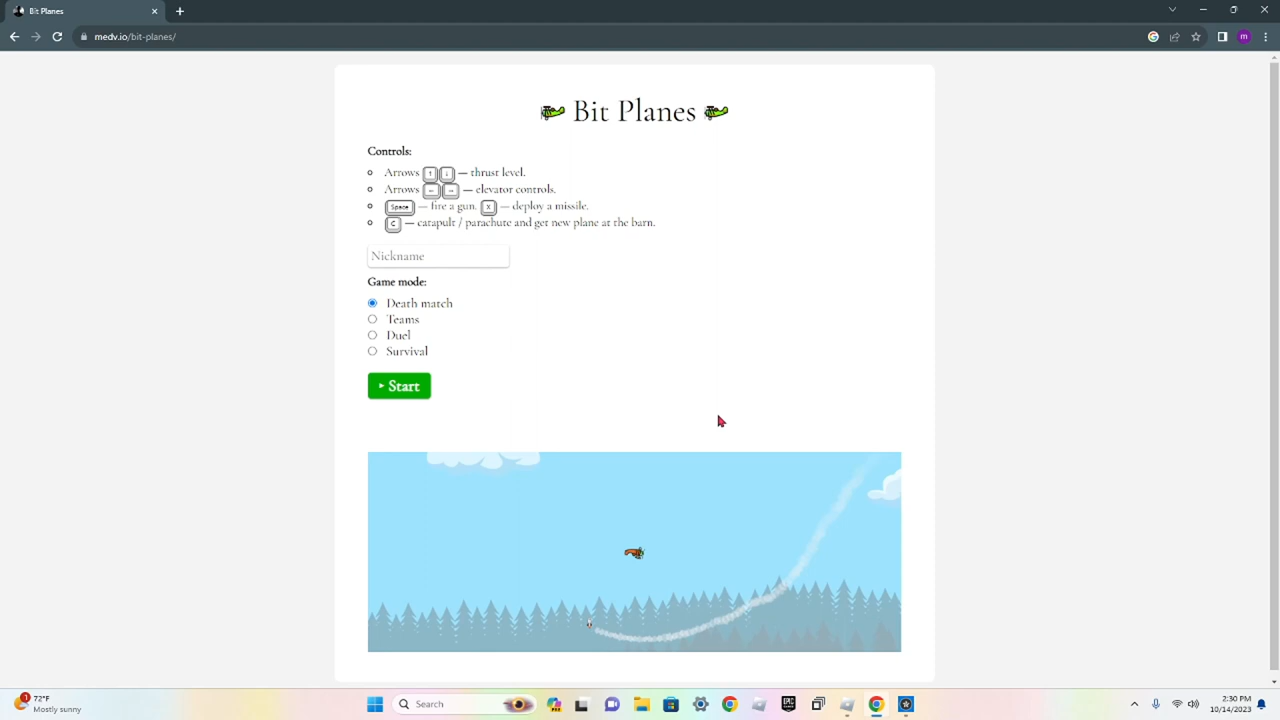 Bit Planes
medv.io/bit-planes/
m
Bit Planes
Controls:
Arrows ↑ ↓ — thrust level.
Arrows ← → — elevator controls.
Space — fire a gun. X — deploy a missile.
C — catapult / parachute and get new plane at the barn.
Nickname
Game mode:
Death match
Teams
Duel
Survival
Start
1
72°F
Mostly sunny
Search
EPIC
2:30 PM
10/14/2023